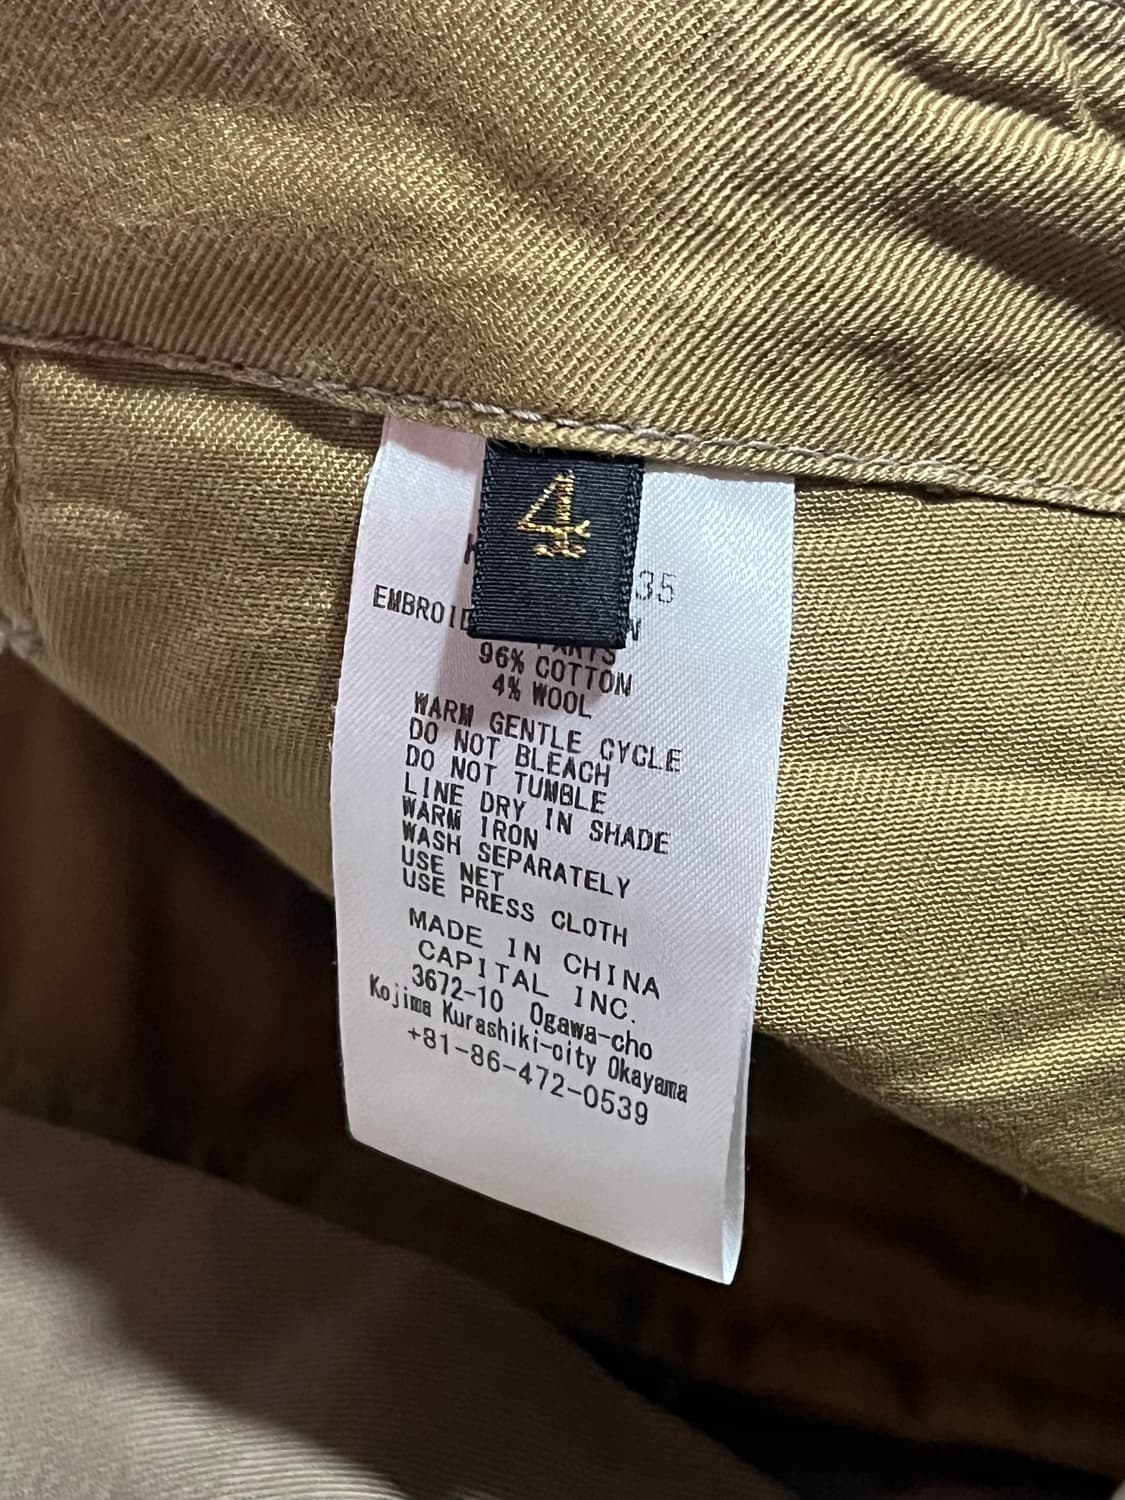 4
35
96% COTTON
4% WOOL
WARM GENTLE CYCLE
DO NOT BLEACH
DO NOT TUMBLE
LINE DRY IN SHADE
WARM IRON
WASH SEPARATELY
USE NET
USE PRESS CLOTH
MADE IN CHINA
CAPITAL INC.
3672-10 Ogawa-cho
Kojima Kurashiki-city Okayama
+81-86-472-0539